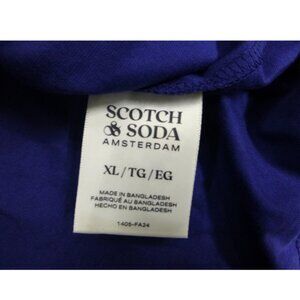 SCOTCH
& SODA
AMSTERDAM
XL/TG/EG
MADE IN BANGLADESH
FABRIQUÉ AU BANGLADESH
HECHO EN BANGLADESH
1405-FA24